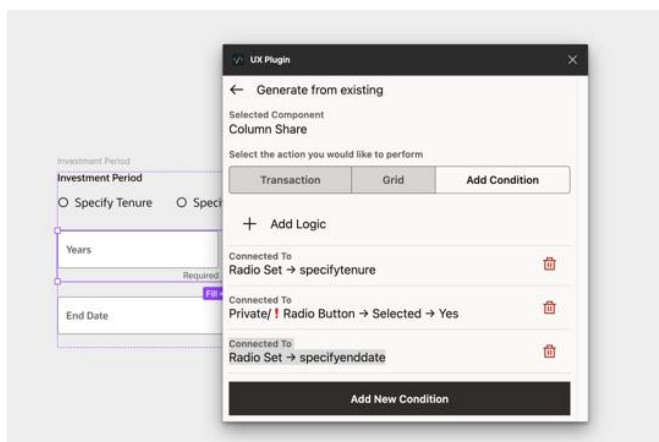 UX Plugin
Generate from existing
Selected Component
Column Share
Select the action you would like to perform
Transaction Grid Add Condition
Add Logic
Connected To
Radio Set → specifytenure
Connected To
Private/❗ Radio Button → Selected → Yes
Connected To
Radio Set → specifyenddate
Add New Condition
Investment Period
Investment Period
Specify Tenure
Years
Required
End Date